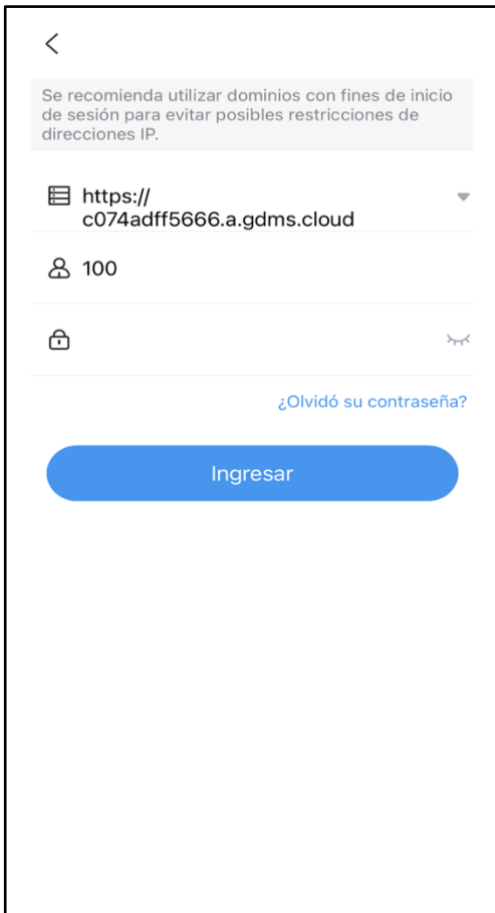 Se recomienda utilizar dominios con fines de inicio
de sesión para evitar posibles restricciones de
direcciones IP.
https://
c074adff5666.a.gdms.cloud
100
¿Olvidó su contraseña?
Ingresar